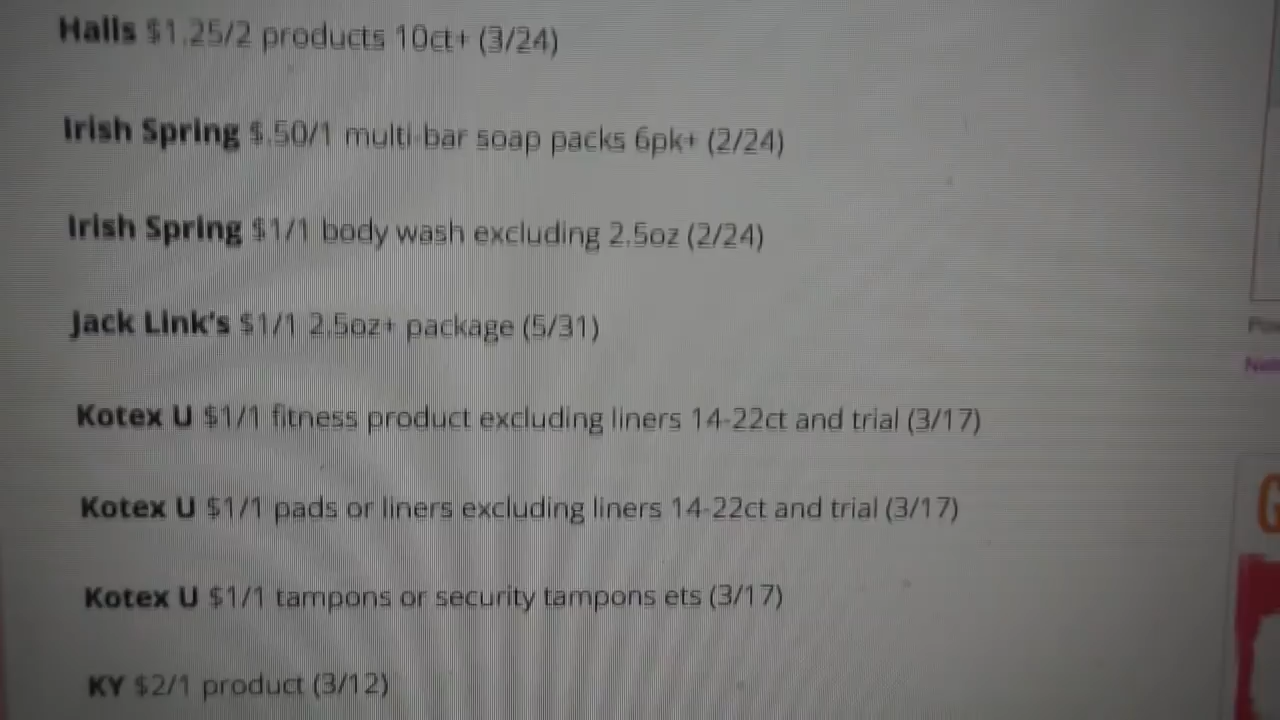 Halls $1.25/2 products 10ct+ (3/24)
Irish Spring $.50/1 multi-bar soap packs 6pk+ (2/24)
Irish Spring $1/1 body wash excluding 2.5oz (2/24)
Jack Link's $1/1 2.5oz+ package (5/31)
Kotex U $1/1 fitness product excluding liners 14-22ct and trial (3/17)
Kotex U $1/1 pads or liners excluding liners 14-22ct and trial (3/17)
Kotex U $1/1 tampons or security tampons ets (3/17)
KY $2/1 product (3/12)